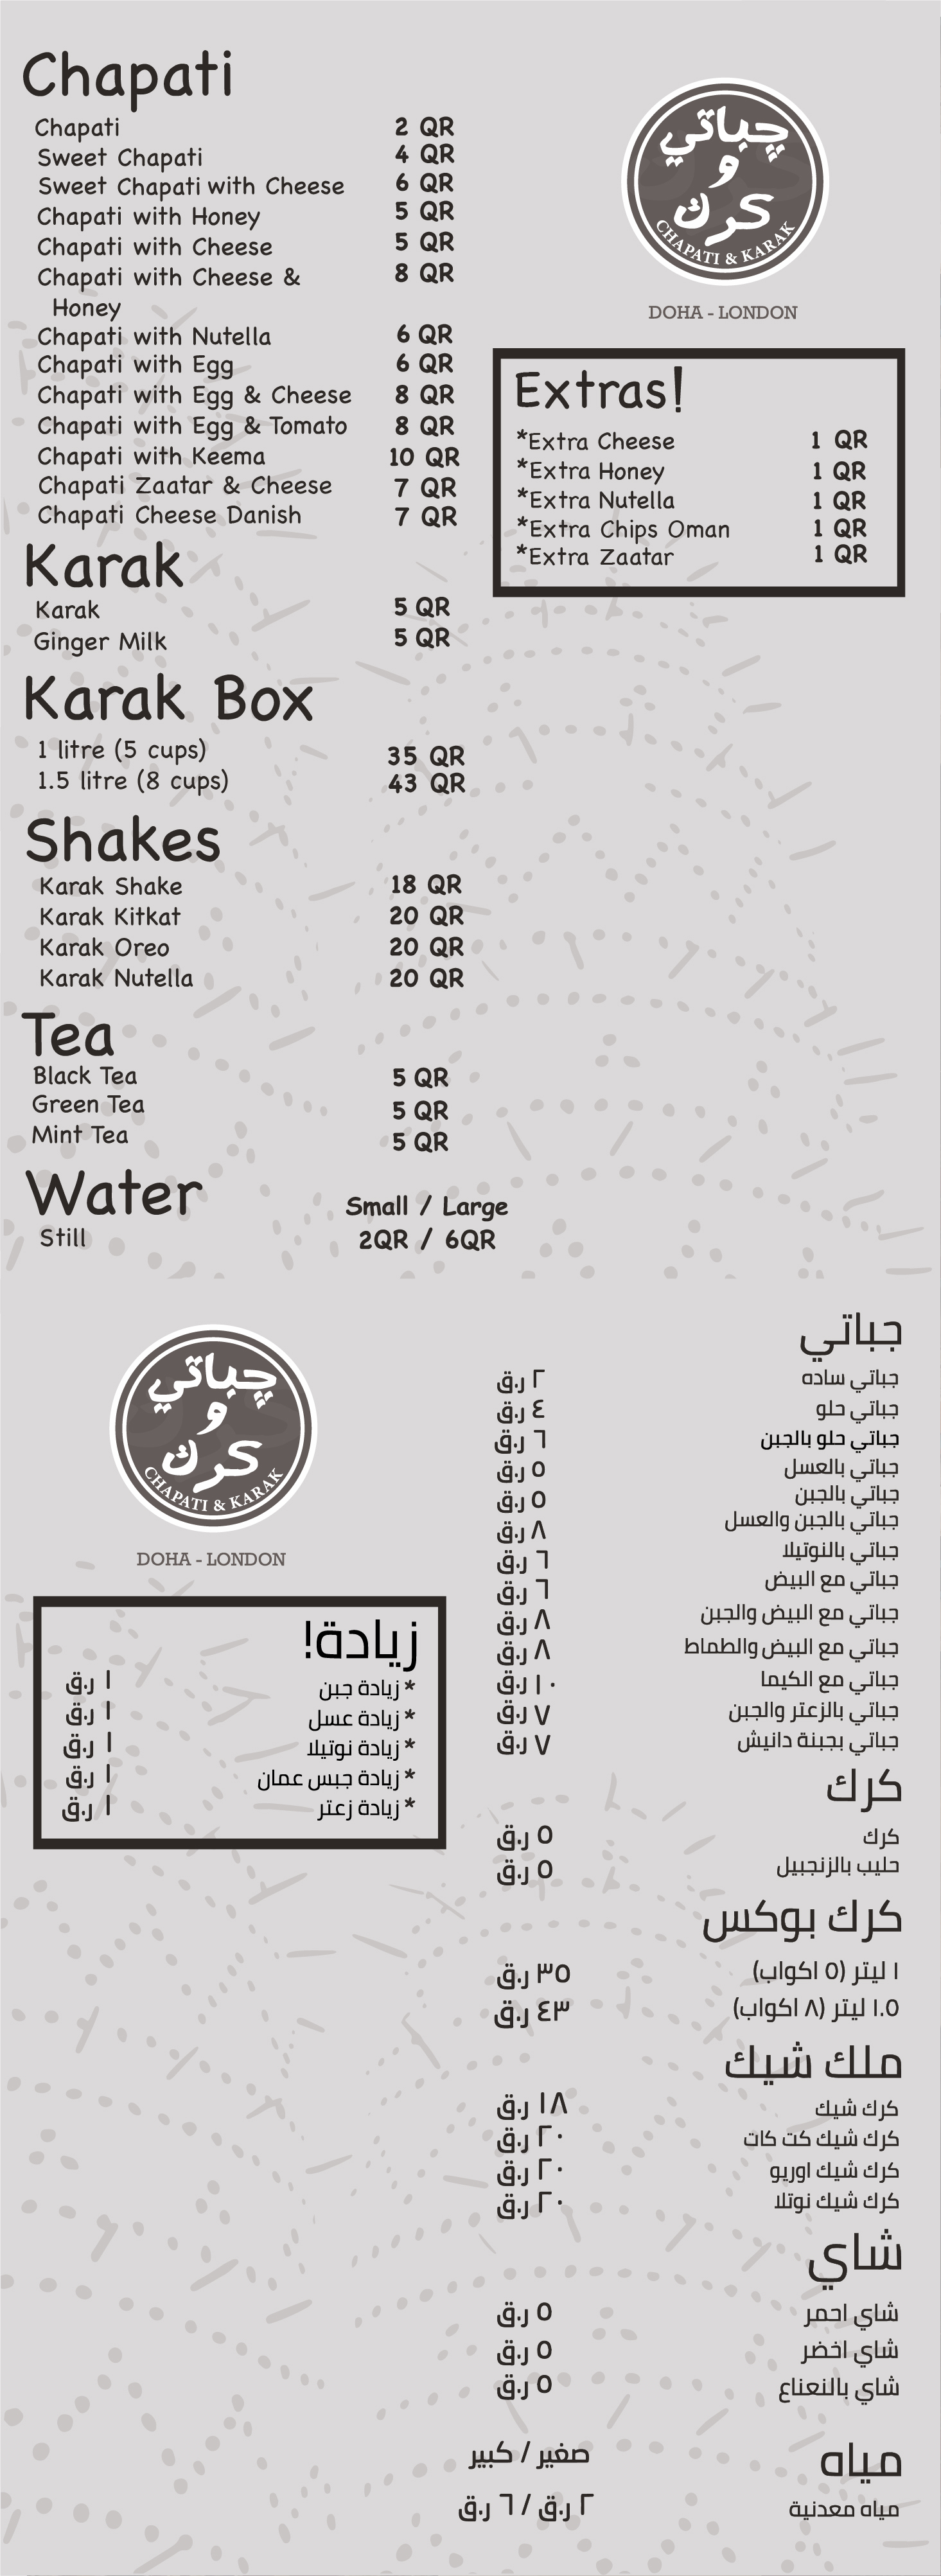 Chapati
Chapati 2 QR
Sweet Chapati 4 QR
Sweet Chapati with Cheese 6 QR
Chapati with Honey 5 QR
Chapati with Cheese 5 QR
Chapati with Cheese & 8 QR
Honey
Chapati with Nutella 6 QR
Chapati with Egg 6 QR
Chapati with Egg & Cheese 8 QR
Chapati with Egg & Tomato 8 QR
Chapati with Keema 10 QR
Chapati Zaatar & Cheese 7 QR
Chapati Cheese Danish 7 QR
Karak
Karak 5 QR
Ginger Milk 5 QR
Karak Box
1 litre (5 cups) 35 QR
1.5 litre (8 cups) 43 QR
Shakes
Karak Shake 18 QR
Karak Kitkat 20 QR
Karak Oreo 20 QR
Karak Nutella 20 QR
Tea
Black Tea 5 QR
Green Tea 5 QR
Mint Tea 5 QR
Water Small / Large
Still 2QR / 6QR
چباتي
و
كرك
CHAPATI & KARAK
DOHA - LONDON
Extras!
*Extra Cheese 1 QR
*Extra Honey 1 QR
*Extra Nutella 1 QR
*Extra Chips Oman 1 QR
*Extra Zaatar 1 QR
جباتي
جباتي ساده ٢ ر.ق
جباتي حلو ٤ ر.ق
جباتي حلو بالجبن ٦ ر.ق
جباتي بالعسل ٥ ر.ق
جباتي بالجبن ٥ ر.ق
جباتي بالجبن والعسل ٨ ر.ق
جباتي بالنوتيلا ٦ ر.ق
جباتي مع البيض ٦ ر.ق
جباتي مع البيض والجبن ٨ ر.ق
جباتي مع البيض والطماط ٨ ر.ق
جباتي مع الكيما ١٠ ر.ق
جباتي بالزعتر والجبن ٧ ر.ق
جباتي بجبنة دانيش ٧ ر.ق
كرك
كرك ٥ ر.ق
حليب بالزنجبيل ٥ ر.ق
كرك بوكس
١ ليتر (٥ اكواب) ٣٥ ر.ق
١.٥ ليتر (٨ اكواب) ٤٣ ر.ق
ملك شيك
كرك شيك ١٨ ر.ق
كرك شيك كت كات ٢٠ ر.ق
كرك شيك اوريو ٢٠ ر.ق
كرك شيك نوتلا ٢٠ ر.ق
شاي
شاي احمر ٥ ر.ق
شاي اخضر ٥ ر.ق
شاي بالنعناع ٥ ر.ق
مياه صغير / كبير
مياه معدنية ٢ ر.ق / ٦ ر.ق
چباتي
و
كرك
CHAPATI & KARAK
DOHA - LONDON
زيادة!
* زيادة جبن ١ ر.ق
* زيادة عسل ١ ر.ق
* زيادة نوتيلا ١ ر.ق
* زيادة جبس عمان ١ ر.ق
* زيادة زعتر ١ ر.ق